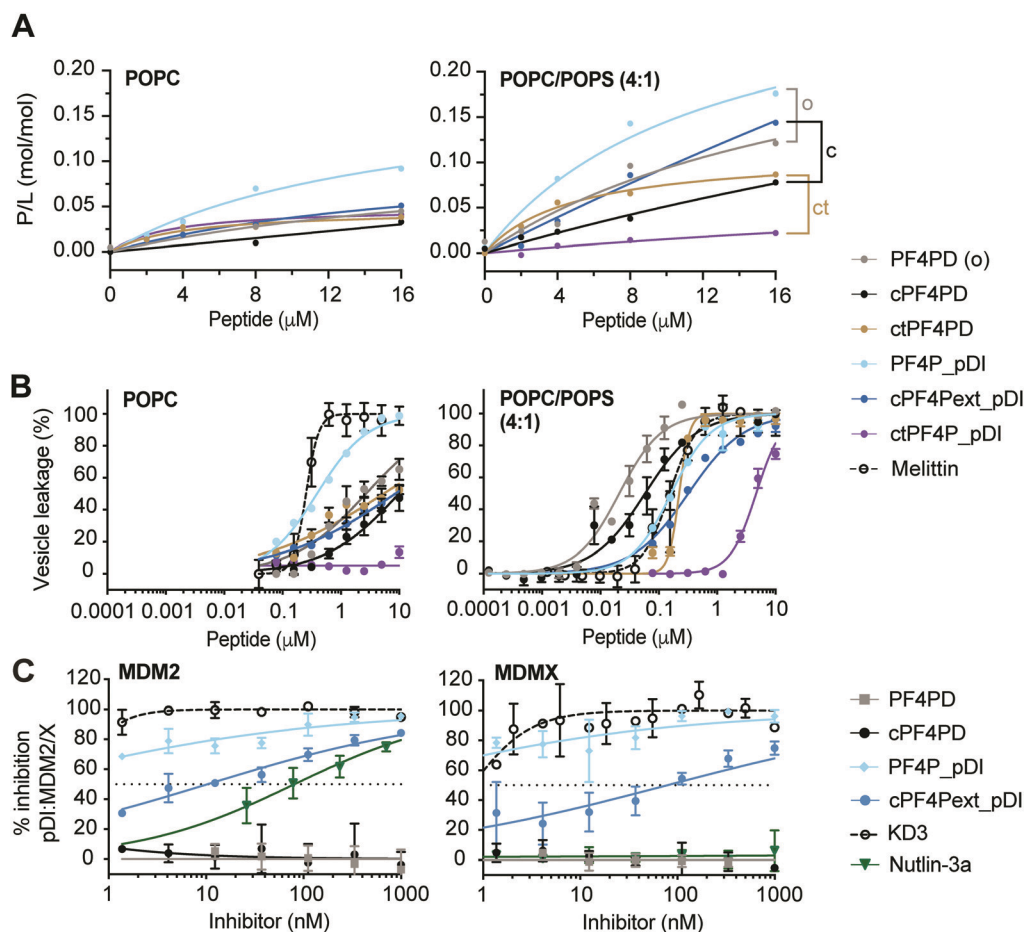 A
POPC
POPC/POPS (4:1)
P/L (mol/mol)
0.20
0.15
0.10
0.05
0.00
0 4 8 12 16
Peptide (μM)
0.20
0.15
0.10
0.05
0.00
0 4 8 12 16
Peptide (μM)
o
c
ct
PF4PD (o)
cPF4PD
ctPF4PD
PF4P_pDI
cPF4Pext_pDI
ctPF4P_pDI
Melittin
B
POPC
POPC/POPS
(4:1)
Vesicle leakage (%)
100
80
60
40
20
0
0.0001 0.001 0.01 0.1 1 10
Peptide (μM)
100
80
60
40
20
0
0.0001 0.001 0.01 0.1 1 10
Peptide (μM)
C
MDM2
MDMX
% inhibition
pDI:MDM2/X
120
100
80
60
40
20
0
1 10 100 1000
Inhibitor (nM)
120
100
80
60
40
20
0
1 10 100 1000
Inhibitor (nM)
PF4PD
cPF4PD
PF4P_pDI
cPF4Pext_pDI
KD3
Nutlin-3a